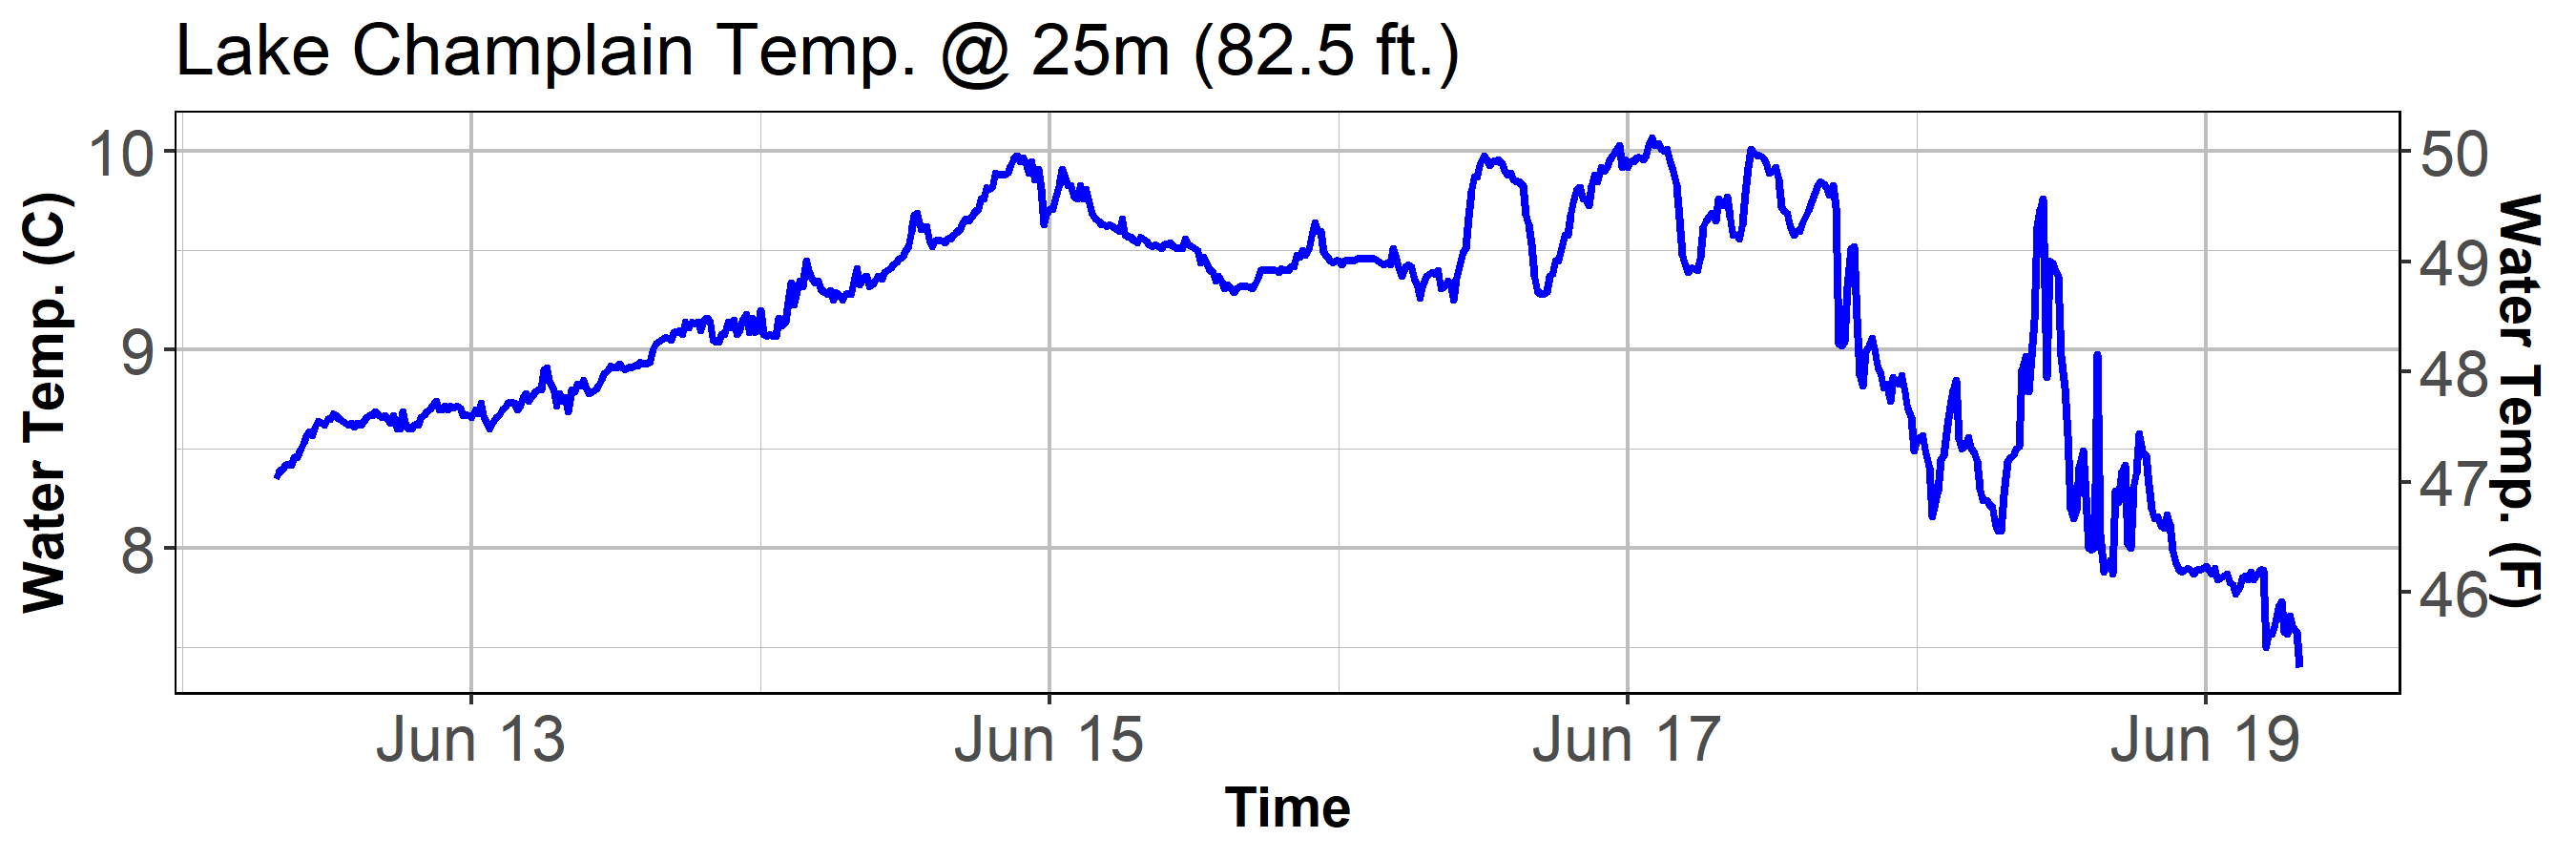 Lake Champlain Temp. @ 25m (82.5 ft.)
Water Temp. (C)
10
9
8
50
49
48
47
46
Water Temp. (F)
Jun 13
Jun 15
Jun 17
Jun 19
Time